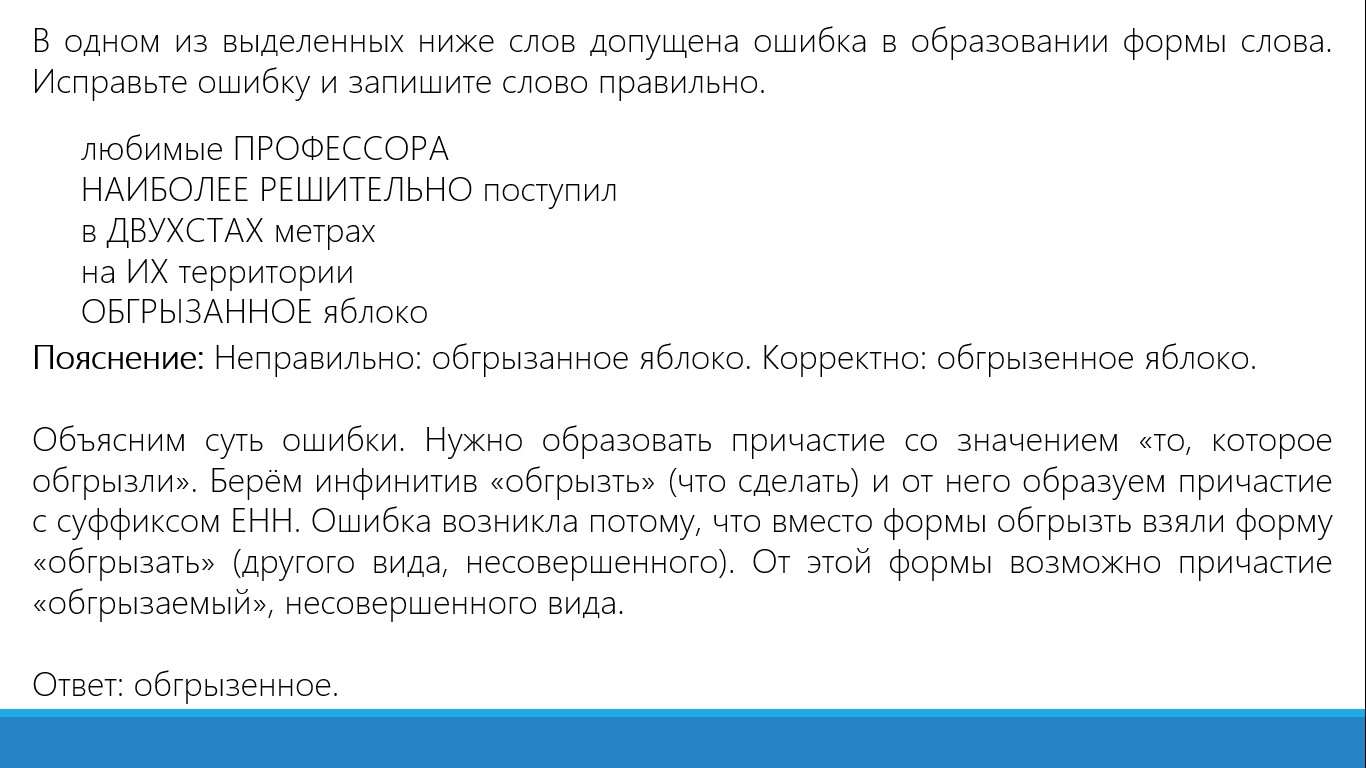 В одном из выделенных ниже слов допущена ошибка в образовании формы слова.
Исправьте ошибку и запишите слово правильно.
любимые ПРОФЕССОРА
НАИБОЛЕЕ РЕШИТЕЛЬНО поступил
в ДВУХСТАХ метрах
на ИХ территории
ОБГРЫЗАННОЕ яблоко
Пояснение: Неправильно: обгрызанное яблоко. Корректно: обгрызенное яблоко.
Объясним суть ошибки. Нужно образовать причастие со значением «то, которое
обгрызли». Берём инфинитив «обгрызть» (что сделать) и от него образуем причастие
с суффиксом ЕНН. Ошибка возникла потому, что вместо формы обгрызть взяли форму
«обгрызать» (другого вида, несовершенного). От этой формы возможно причастие
«обгрызаемый», несовершенного вида.
Ответ: обгрызенное.